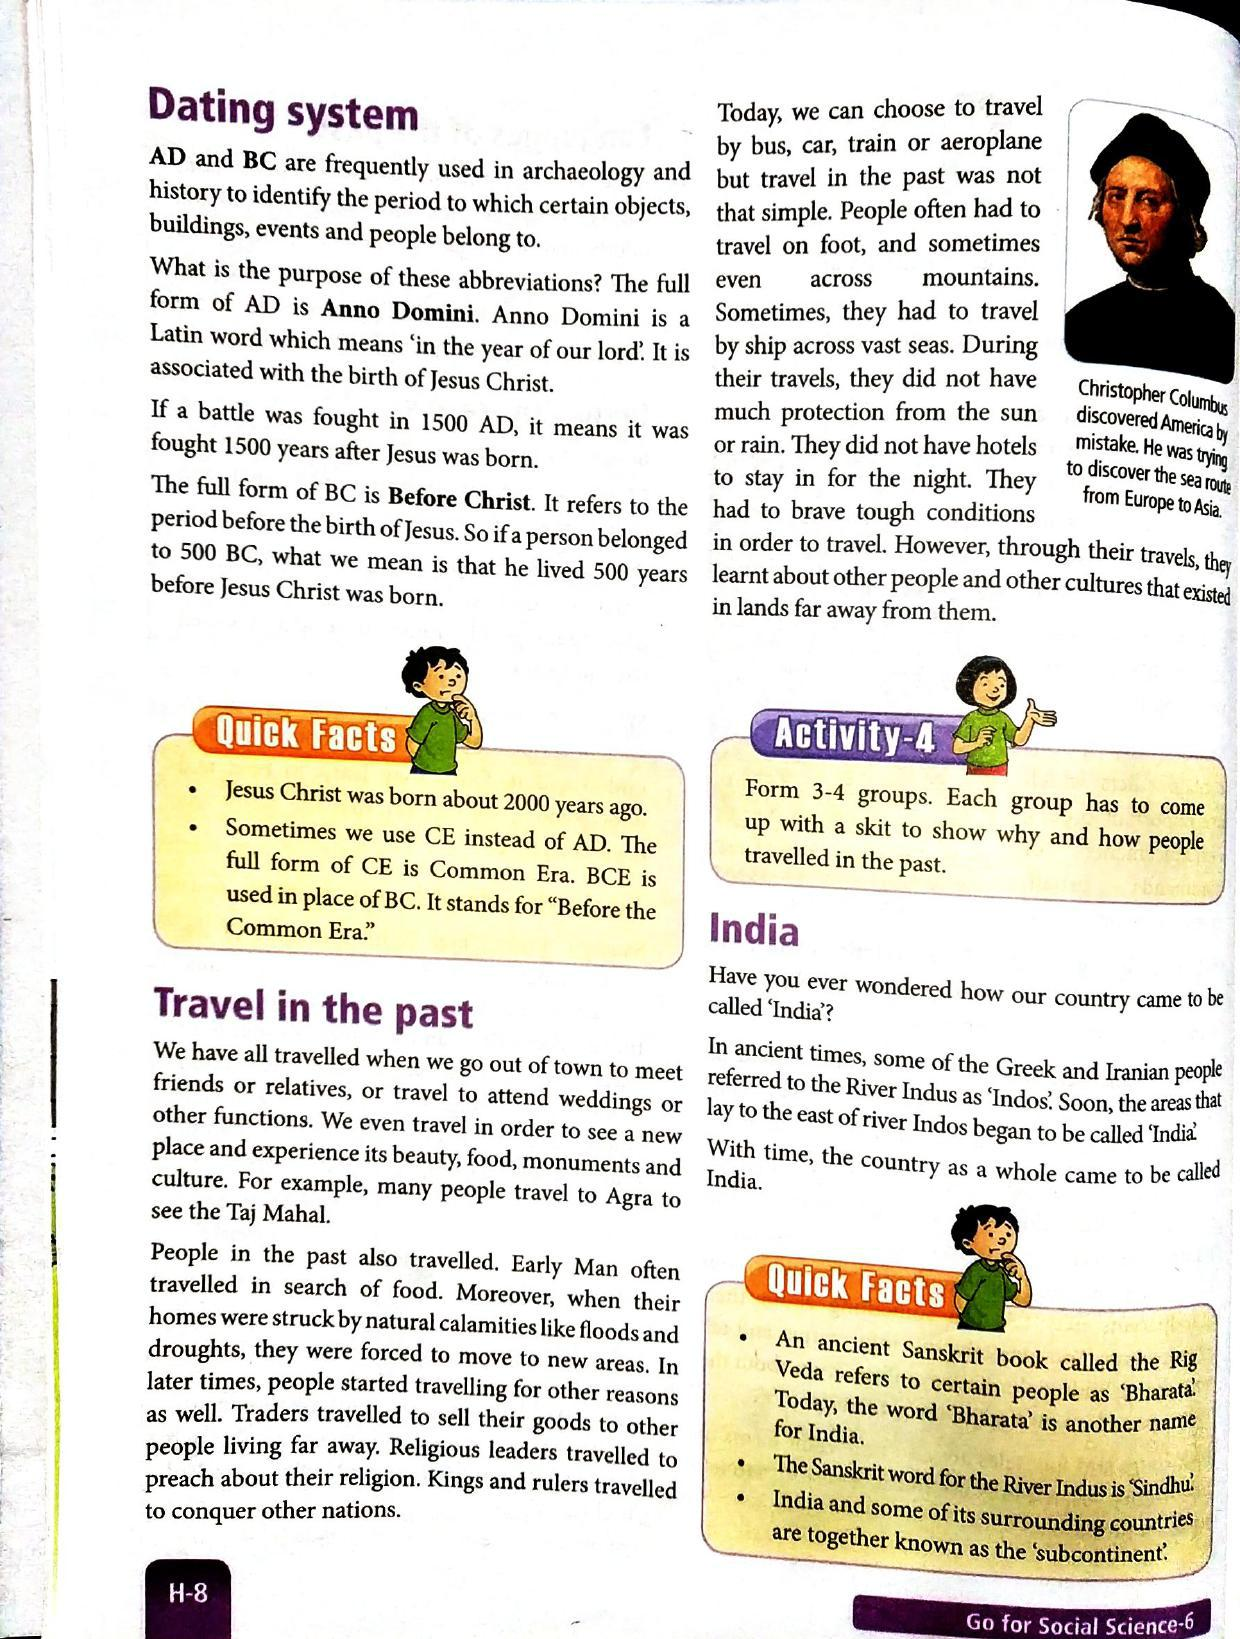 Dating system
AD and BC are frequently used in archaeology and
history to identify the period to which certain objects,
buildings, events and people belong to.
What is the purpose of these abbreviations? The full
form of AD is Anno Domini. Anno Domini is a
Latin word which means ‘in the year of our lord’. It is
associated with the birth of Jesus Christ.
If a battle was fought in 1500 AD, it means it was
fought 1500 years after Jesus was born.
The full form of BC is Before Christ. It refers to the
period before the birth of Jesus. So if a person belonged
to 500 BC, what we mean is that he lived 500 years
before Jesus Christ was born.
Quick Facts
• Jesus Christ was born about 2000 years ago.
• Sometimes we use CE instead of AD. The
full form of CE is Common Era. BCE is
used in place of BC. It stands for “Before the
Common Era.”
Travel in the past
We have all travelled when we go out of town to meet
friends or relatives, or travel to attend weddings or
other functions. We even travel in order to see a new
place and experience its beauty, food, monuments and
culture. For example, many people travel to Agra to
see the Taj Mahal.
People in the past also travelled. Early Man often
travelled in search of food. Moreover, when their
homes were struck by natural calamities like floods and
droughts, they were forced to move to new areas. In
later times, people started travelling for other reasons
as well. Traders travelled to sell their goods to other
people living far away. Religious leaders travelled to
preach about their religion. Kings and rulers travelled
to conquer other nations.
Today, we can choose to travel
by bus, car, train or aeroplane
but travel in the past was not
that simple. People often had to
travel on foot, and sometimes
even across mountains.
Sometimes, they had to travel
by ship across vast seas. During
their travels, they did not have
much protection from the sun
or rain. They did not have hotels
to stay in for the night. They
had to brave tough conditions
in order to travel. However, through their travels, they
learnt about other people and other cultures that existed
in lands far away from them.
Christopher Columbus
discovered America by
mistake. He was trying
to discover the sea route
from Europe to Asia.
Activity-4
Form 3-4 groups. Each group has to come
up with a skit to show why and how people
travelled in the past.
India
Have you ever wondered how our country came to be
called ‘India’?
In ancient times, some of the Greek and Iranian people
referred to the River Indus as ‘Indos’. Soon, the areas that
lay to the east of river Indos began to be called ‘India’.
With time, the country as a whole came to be called
India.
Quick Facts
• An ancient Sanskrit book called the Rig
Veda refers to certain people as ‘Bharata’.
Today, the word ‘Bharata’ is another name
for India.
• The Sanskrit word for the River Indus is ‘Sindhu’.
• India and some of its surrounding countries
are together known as the ‘subcontinent’.
H-8
Go for Social Science-6